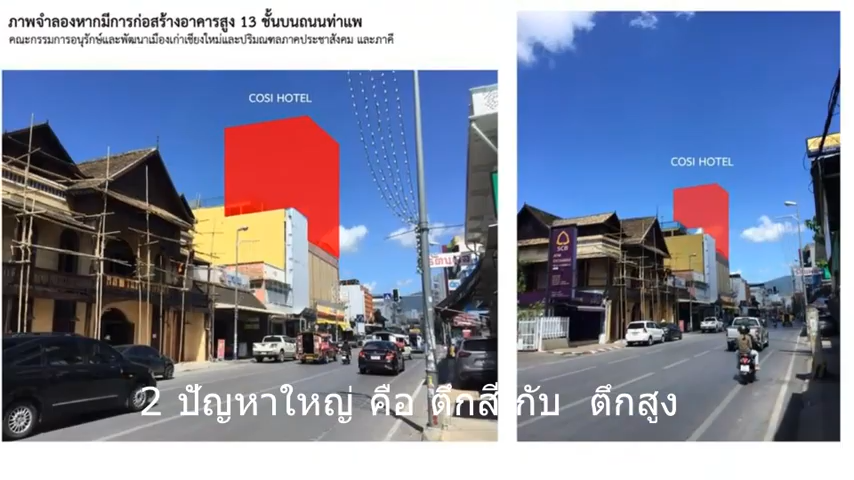 ภาพจำลองหากมีการก่อสร้างอาคารสูง 13 ชั้นบนถนนท่าแพ
คณะกรรมการอนุรักษ์และพัฒนาเมืองเก่าเชียงใหม่และปริมณฑลภาคประชาสังคม และภาคี
COSI HOTEL
COSI HOTEL
SCB
2 ปัญหาใหญ่ คือ ตึกสี กับ ตึกสูง